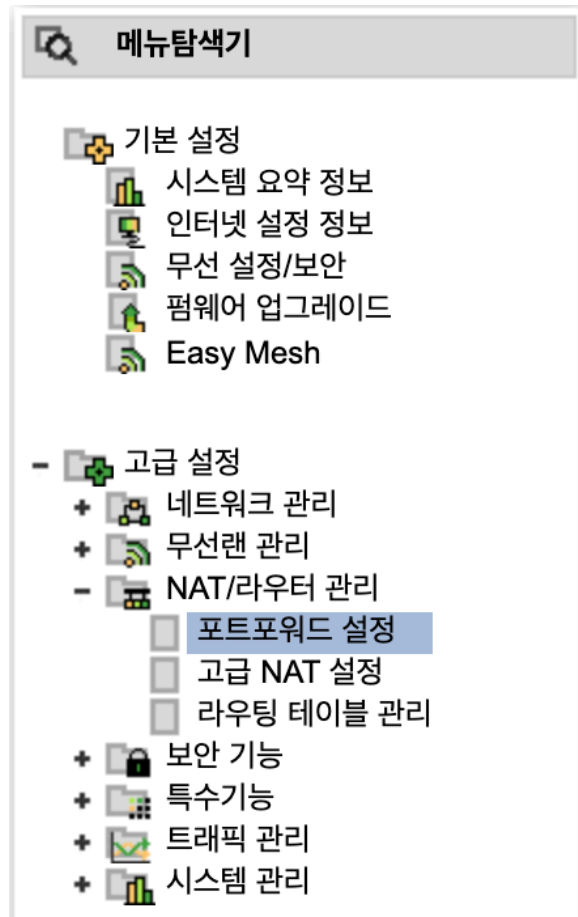 메뉴탐색기
기본 설정
시스템 요약 정보
인터넷 설정 정보
무선 설정/보안
펌웨어 업그레이드
Easy Mesh
고급 설정
네트워크 관리
무선랜 관리
NAT/라우터 관리
포트포워드 설정
고급 NAT 설정
라우팅 테이블 관리
보안 기능
특수기능
트래픽 관리
시스템 관리